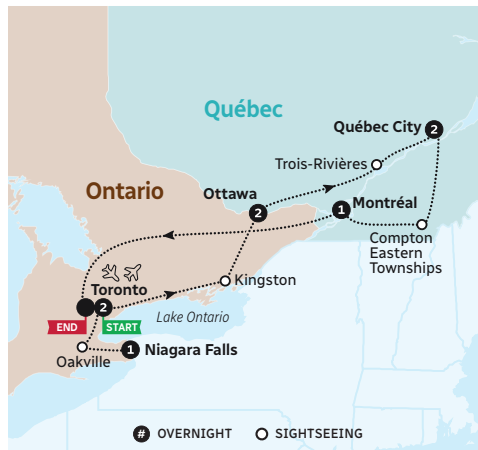 Québec
Québec City 2
Trois-Rivières
Ontario
Ottawa
2
1 Montréal
Compton
Eastern
Townships
Kingston
Toronto
2
END
START
Lake Ontario
Oakville
1 Niagara Falls
# OVERNIGHT
SIGHTSEEING